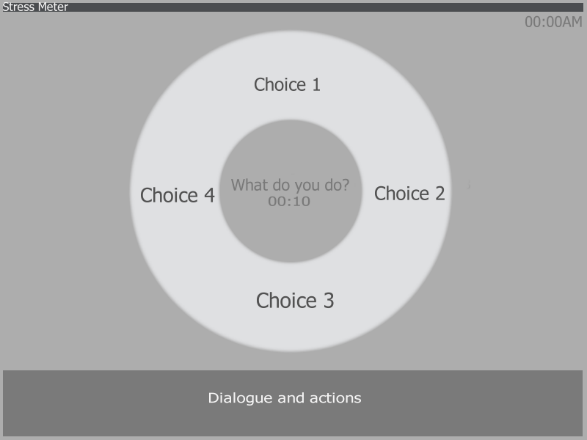 Stress Meter
00:00AM
Choice 1
What do you do?
00:10
Choice 4
Choice 2
Choice 3
Dialogue and actions